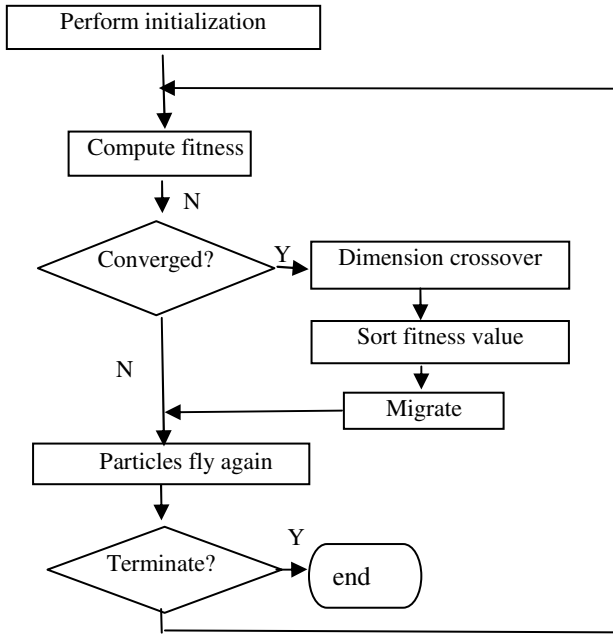 Perform initialization
Compute fitness
N
Converged?
Y
Dimension crossover
Sort fitness value
N
Migrate
Particles fly again
Terminate?
Y
end